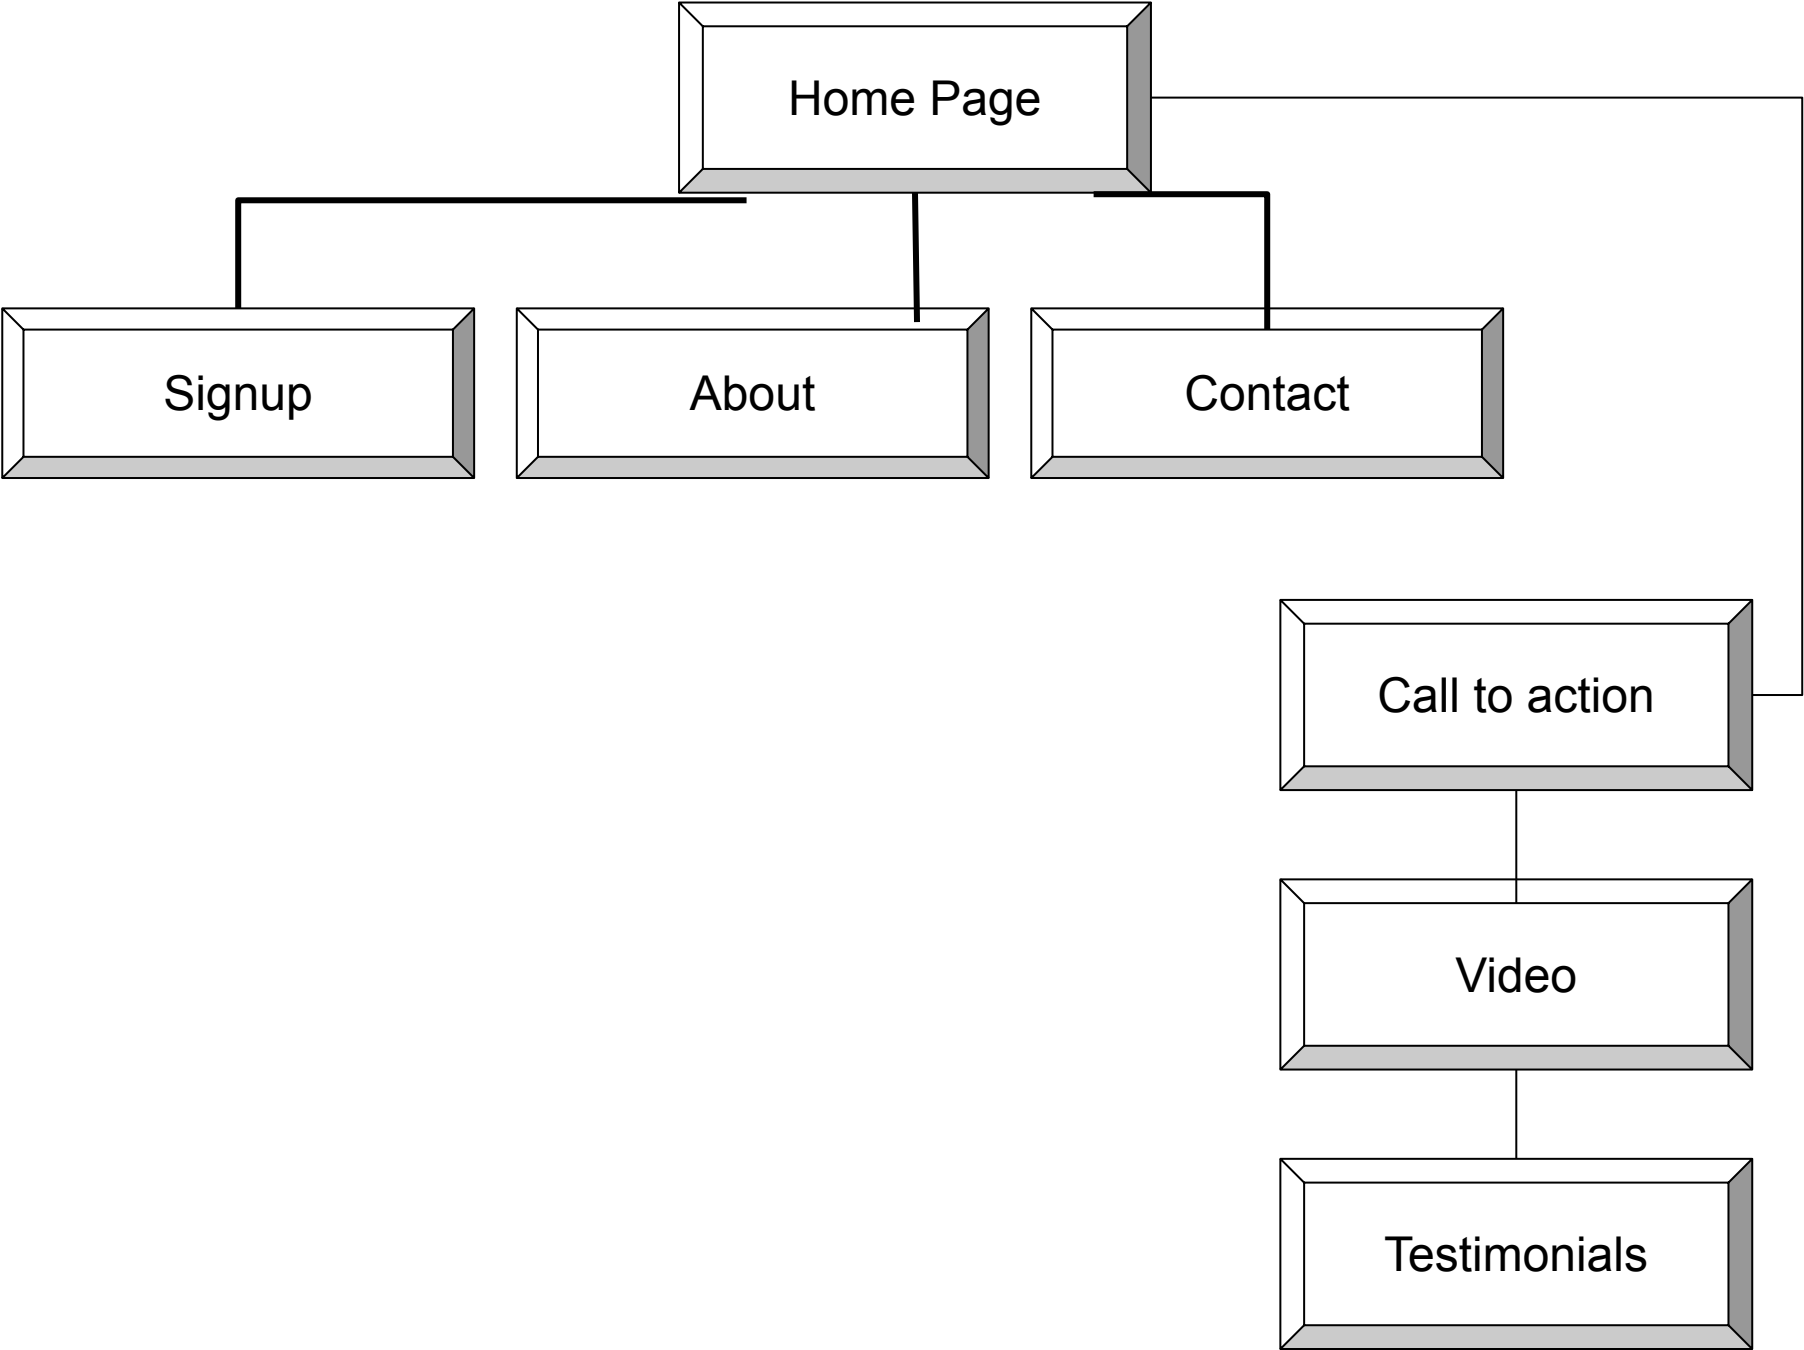 Home Page
Signup
About
Contact
Call to action
Video
Testimonials